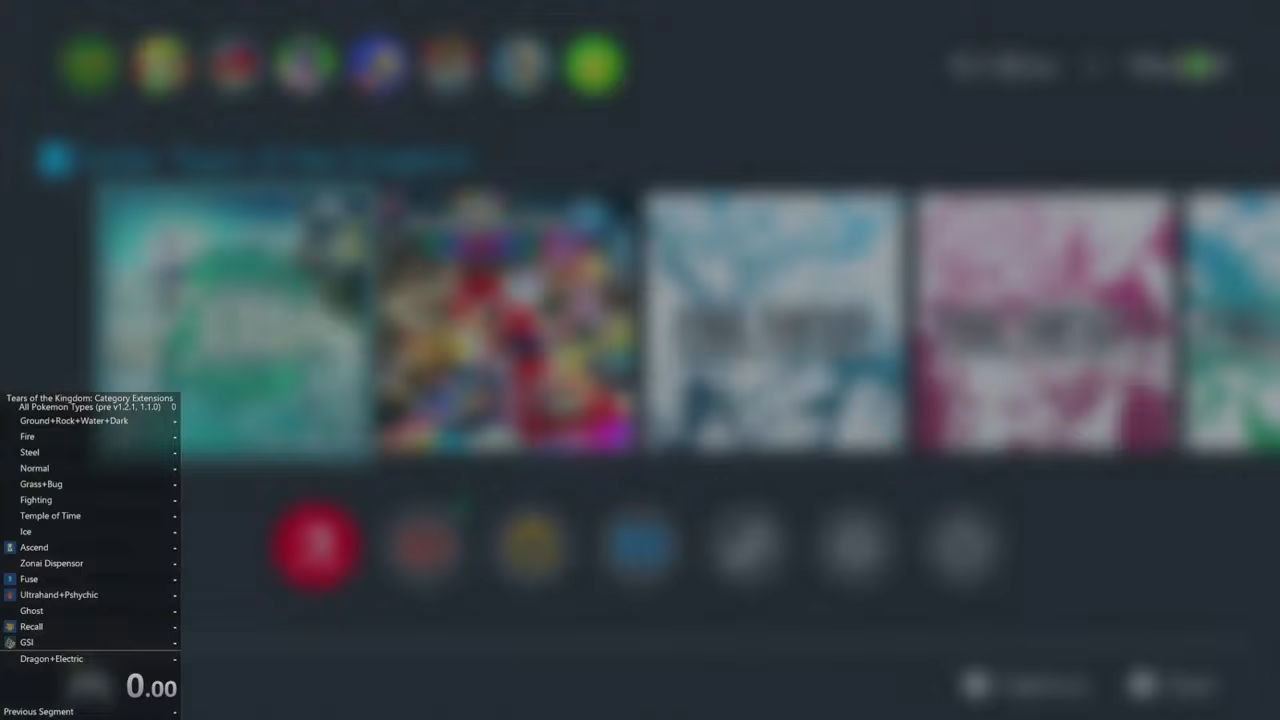 Tears of the Kingdom: Category Extensions
All Pokemon Types (pre v1.2.1, 1.1.0) 0
Ground+Rock+Water+Dark -
Fire -
Steel -
Normal -
Grass+Bug -
Fighting -
Temple of Time -
Ice -
Ascend -
Zonai Dispensor -
Fuse -
Ultrahand+Pshychic -
Ghost -
Recall -
GSI -
Dragon+Electric -
0.00
Previous Segment -